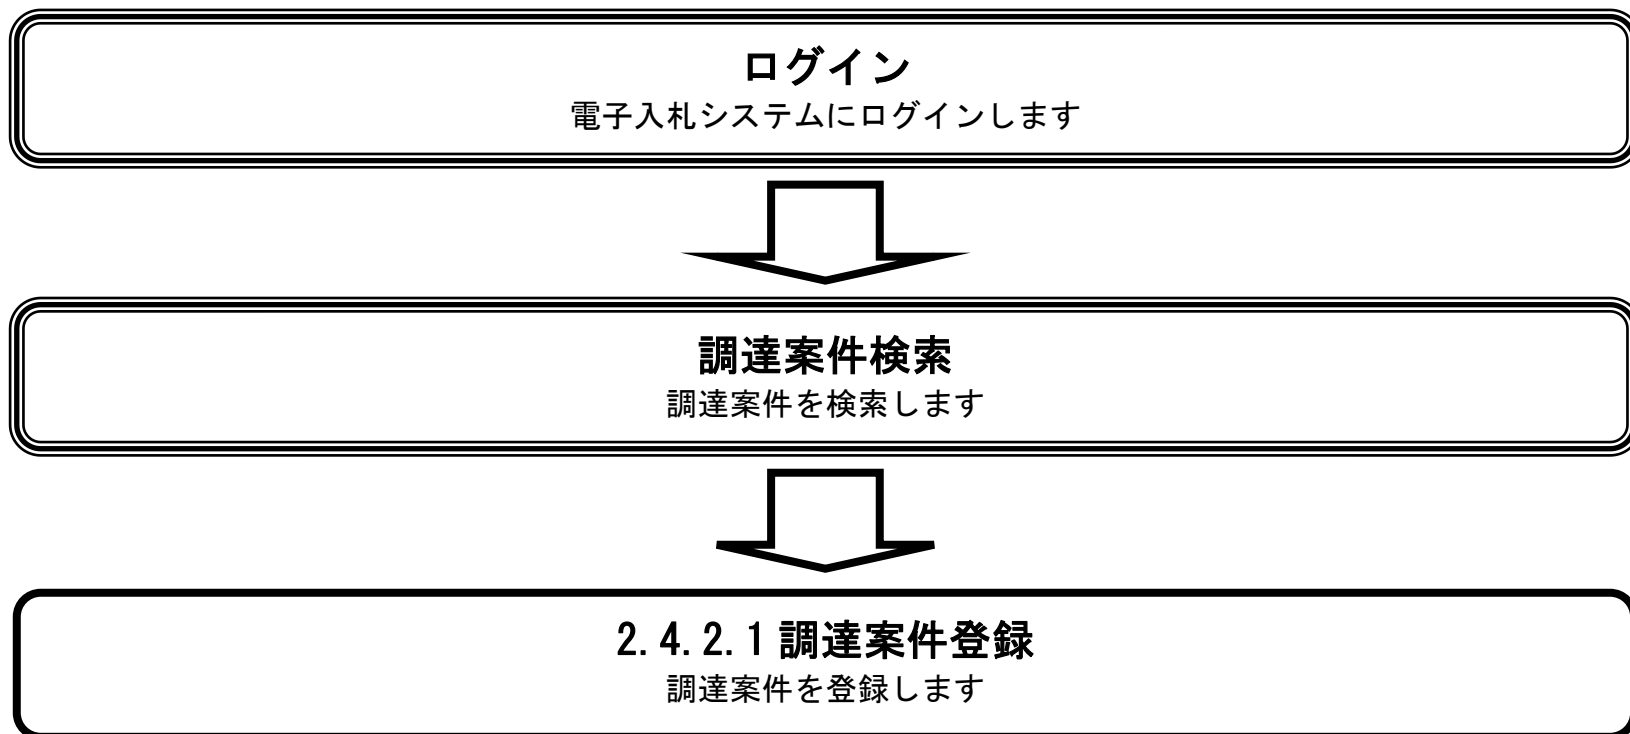 ログイン
電子入札システムにログインします
調達案件検索
調達案件を検索します
2.4.2.1 調達案件登録
調達案件を登録します